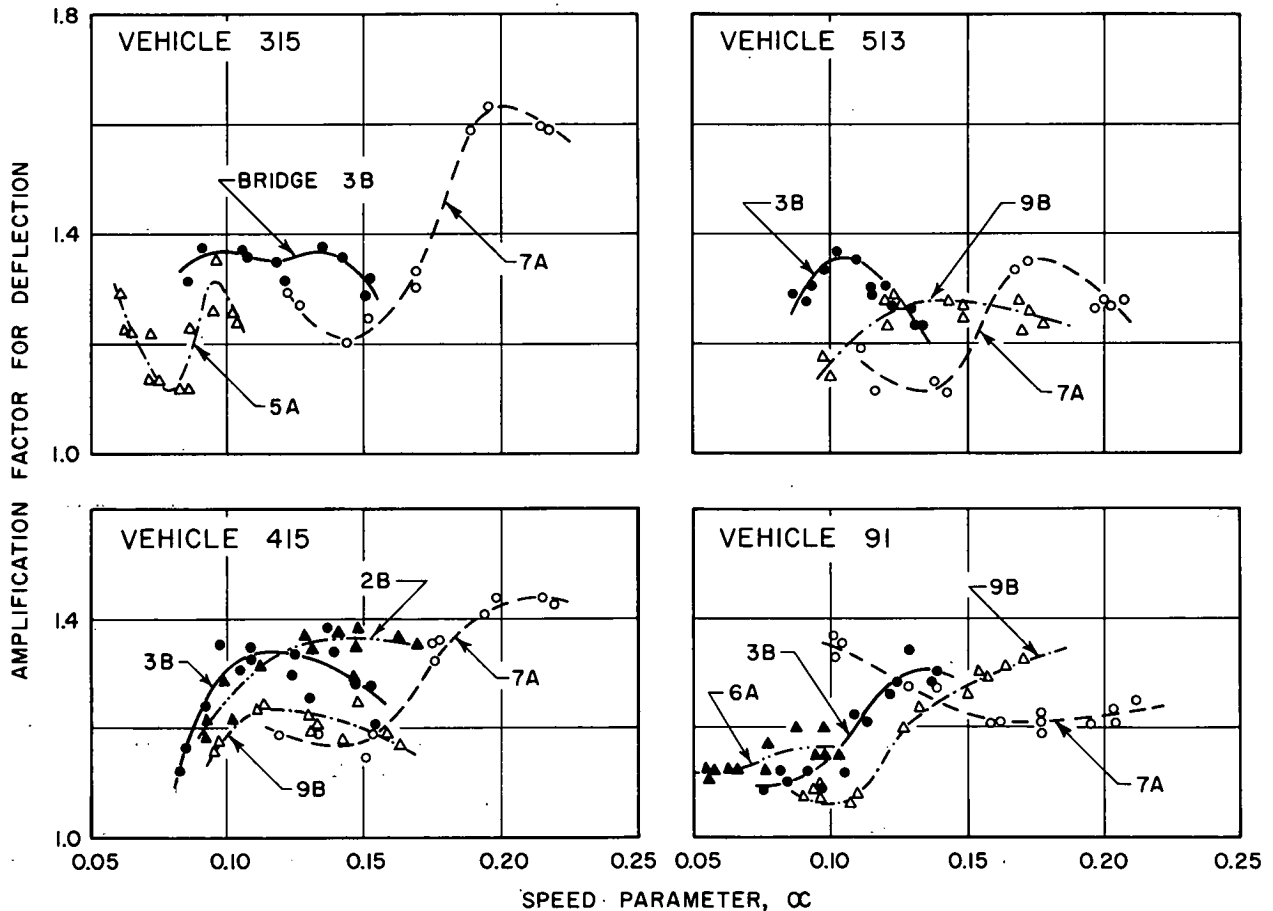 AMPLIFICATION FACTOR FOR DEFLECTION
1.8
1.4
1.0
VEHICLE 315
BRIDGE 3B
7A
5A
VEHICLE 513
3B
9B
7A
1.4
1.0
VEHICLE 415
2B
3B
7A
9B
0.05 0.10 0.15 0.20 0.25
VEHICLE 91
9B
3B
6A
7A
0.10 0.15 0.20 0.25
SPEED PARAMETER, α